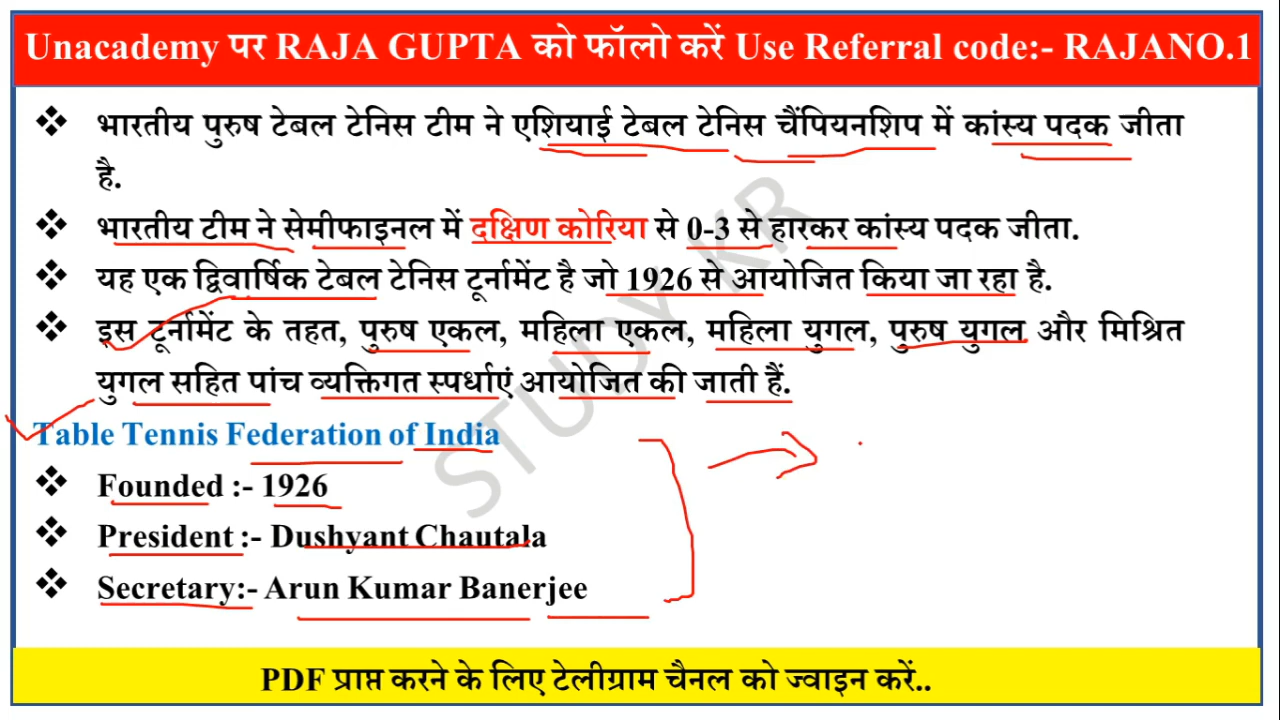 Unacademy पर RAJA GUPTA को फॉलो करें Use Referral code:- RAJANO.1
❖ भारतीय पुरुष टेबल टेनिस टीम ने एशियाई टेबल टेनिस चैंपियनशिप में कांस्य पदक जीता
है.
❖ भारतीय टीम ने सेमीफाइनल में दक्षिण कोरिया से 0-3 से हारकर कांस्य पदक जीता.
❖ यह एक द्विवार्षिक टेबल टेनिस टूर्नामेंट है जो 1926 से आयोजित किया जा रहा है.
❖ इस टूर्नामेंट के तहत, पुरुष एकल, महिला एकल, महिला युगल, पुरुष युगल और मिश्रित
युगल सहित पांच व्यक्तिगत स्पर्धाएं आयोजित की जाती हैं.
Table Tennis Federation of India
❖ Founded :- 1926
❖ President :- Dushyant Chautala
❖ Secretary:- Arun Kumar Banerjee
STUDY KR
PDF प्राप्त करने के लिए टेलीग्राम चैनल को ज्वाइन करें..